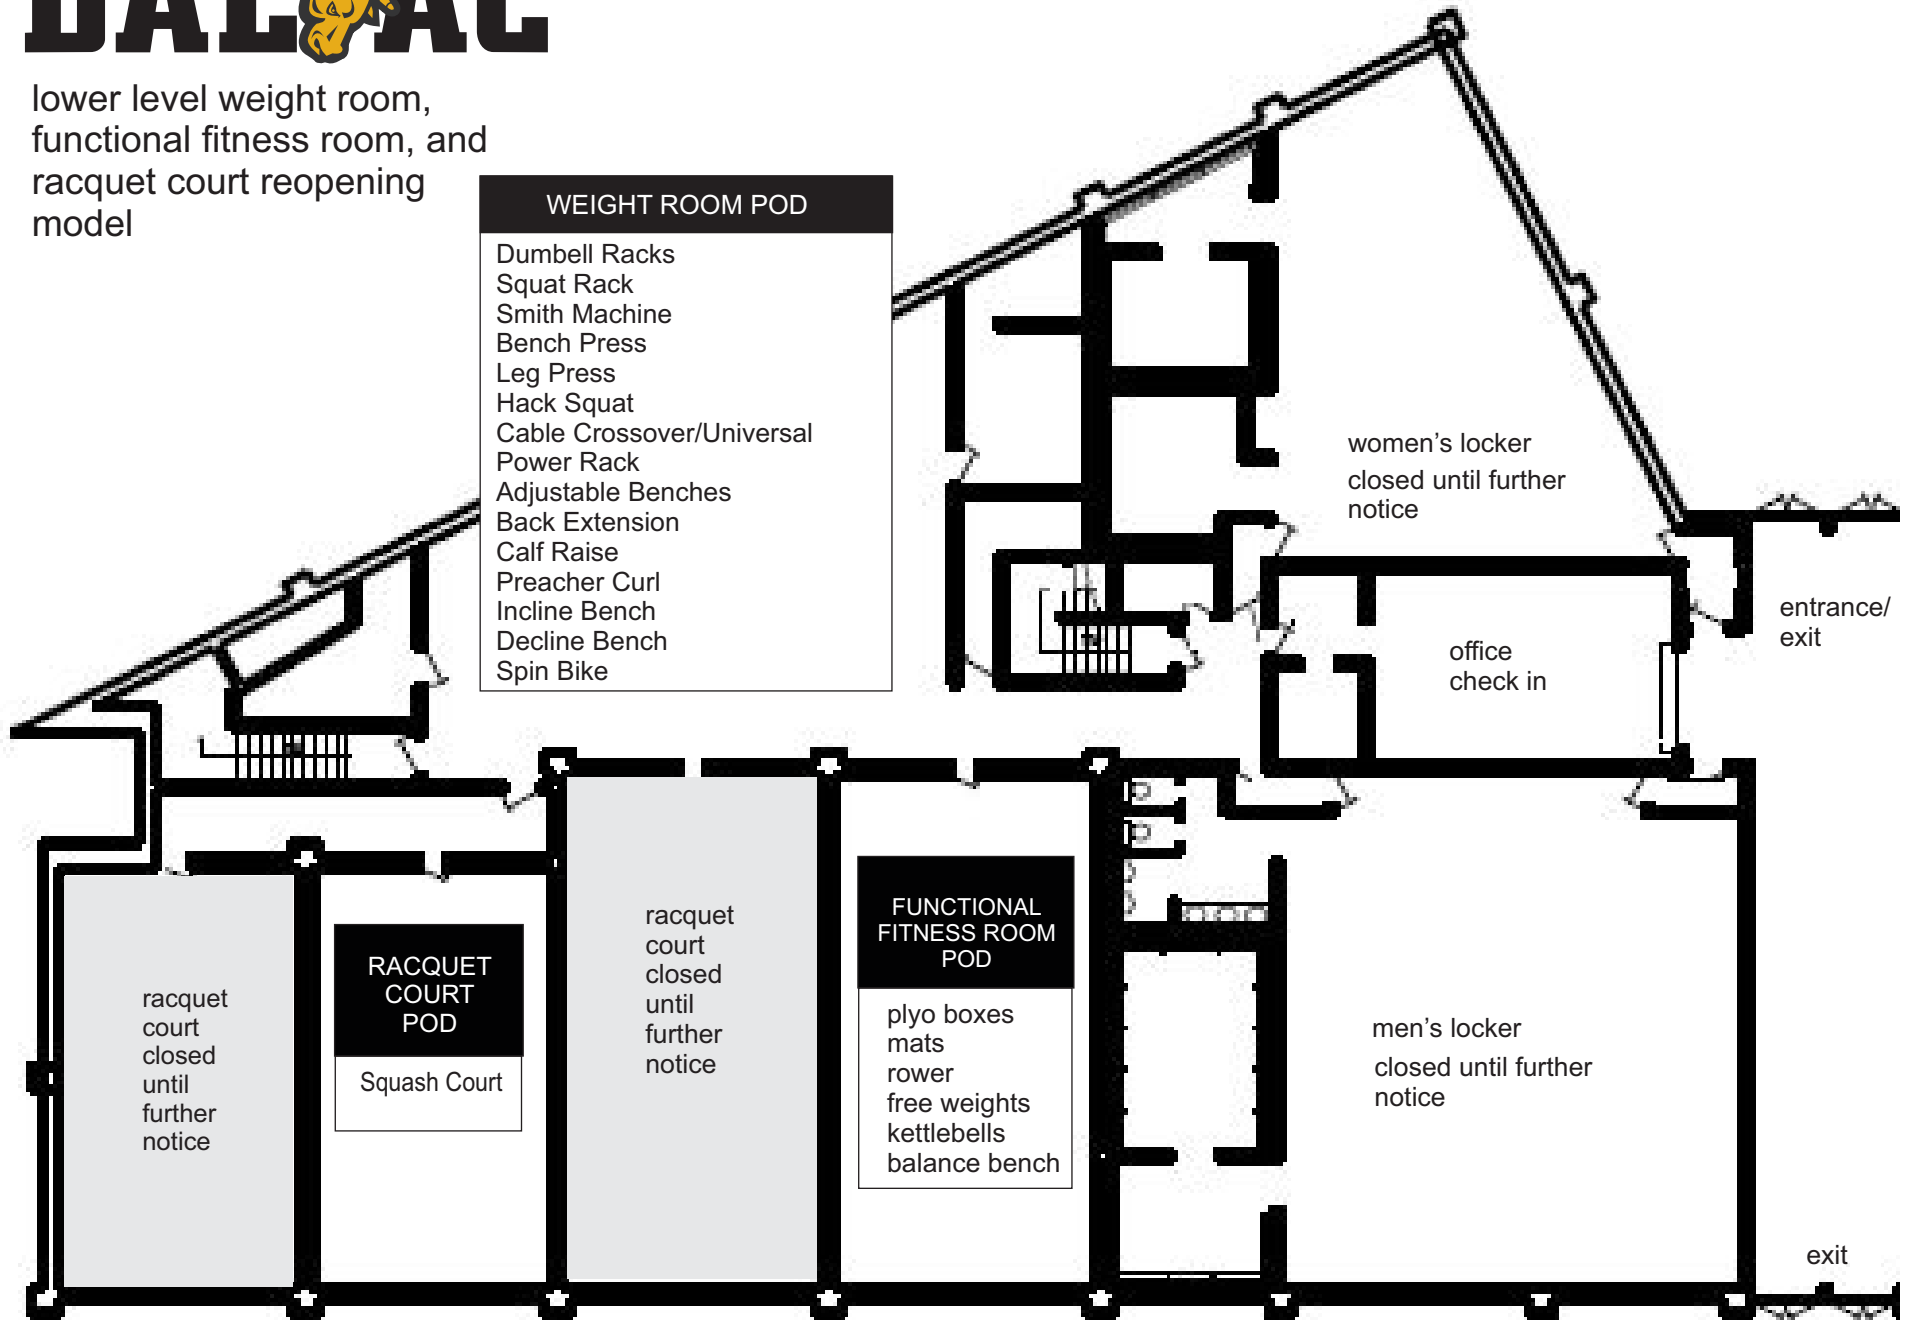 DAL AC
lower level weight room,
functional fitness room, and
racquet court reopening
model
WEIGHT ROOM POD
Dumbell Racks
Squat Rack
Smith Machine
Bench Press
Leg Press
Hack Squat
Cable Crossover/Universal
Power Rack
Adjustable Benches
Back Extension
Calf Raise
Preacher Curl
Incline Bench
Decline Bench
Spin Bike
women’s locker
closed until further
notice
entrance/
exit
office
check in
racquet
court
closed
until
further
notice
RACQUET
COURT
POD
Squash Court
racquet
court
closed
until
further
notice
FUNCTIONAL
FITNESS ROOM
POD
plyo boxes
mats
rower
free weights
kettlebells
balance bench
men’s locker
closed until further
notice
exit